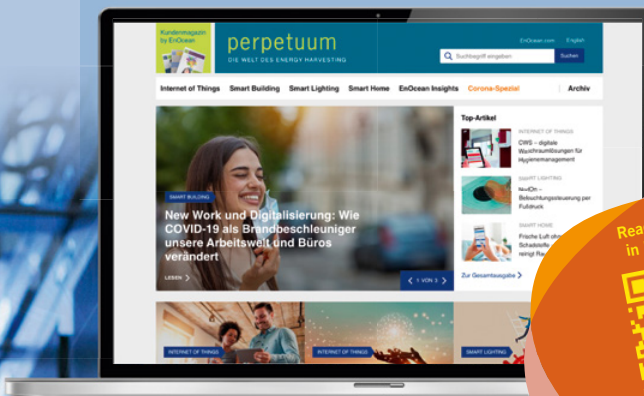 Kundenmagazin
by EnOcean
perpetuum
DIE WELT DES ENERGY HARVESTING
EnOcean.com English
Suchbegriff eingeben Suchen
Internet of Things Smart Building Smart Lighting Smart Home EnOcean Insights Corona-Spezial Archiv
Top-Artikel
INTERNET OF THINGS
CWS – digitale
Waschraumlösungen für
Hygienemanagement
SMART LIGHTING
Beleuchtungssteuerung per
Fußdruck
SMART HOME
Frische Luft ohne
Schadstoffe
reinigt
Zur Gesamtausgabe
SMART BUILDING
New Work und Digitalisierung: Wie
COVID-19 als Brandbeschleuniger
unsere Arbeitswelt und Büros
verändert
LESEN
1 VON 3
INTERNET OF THINGS
INTERNET OF THINGS
SMART LIGHTING
in